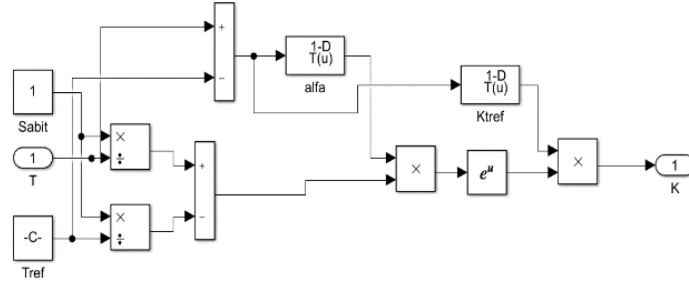 +
−
1-D
T(u)
alfa
1-D
T(u)
Ktref
1
Sabit
×
÷
1
T
+
−
×
e^u
×
1
K
-C-
Tref
×
÷